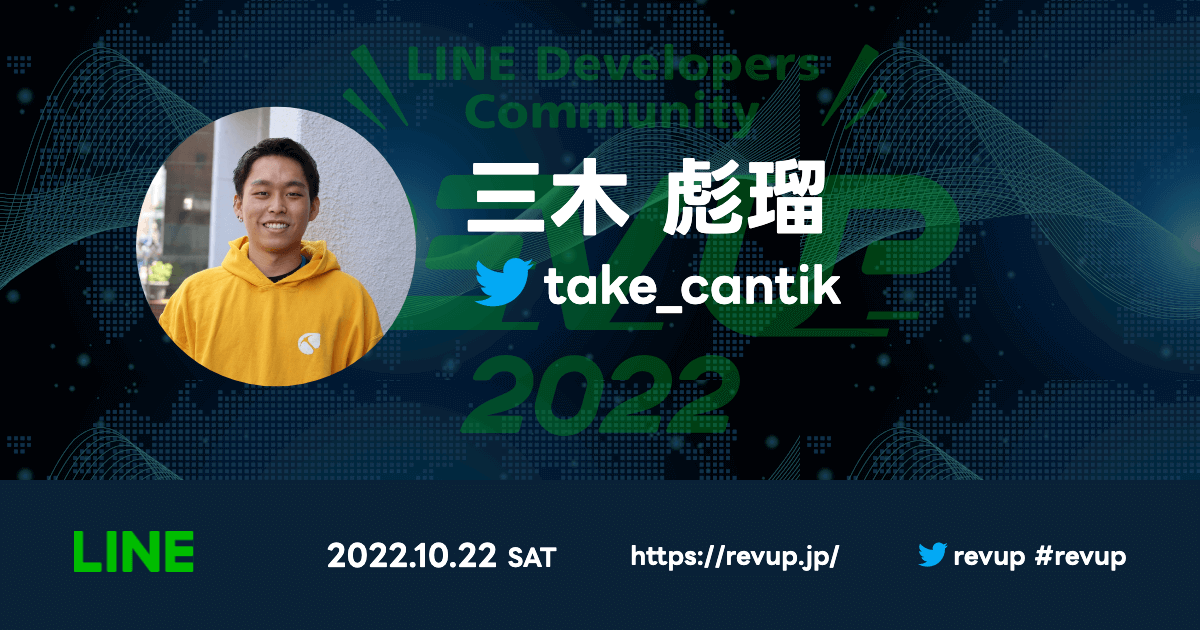 LINE Developers
Community
REVUP
2022
三木 彪瑠
take_cantik
LINE
2022.10.22 SAT
https://revup.jp/
revup #revup